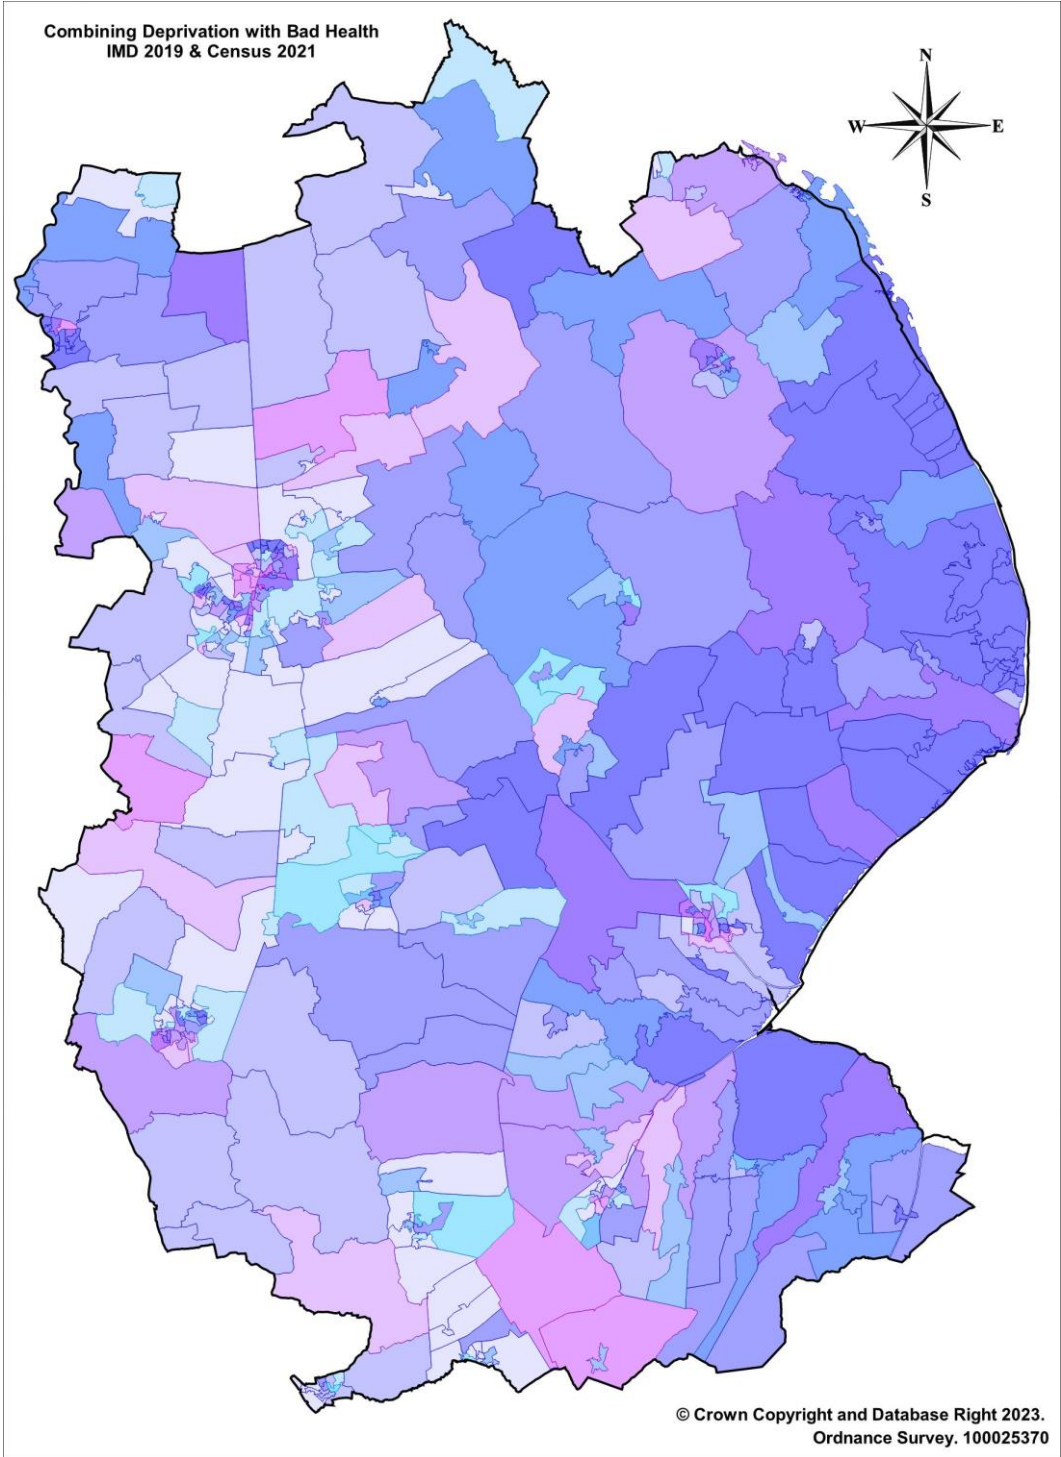 Combining Deprivation with Bad Health
IMD 2019 & Census 2021
N
W
E
S
© Crown Copyright and Database Right 2023.
Ordnance Survey. 100025370